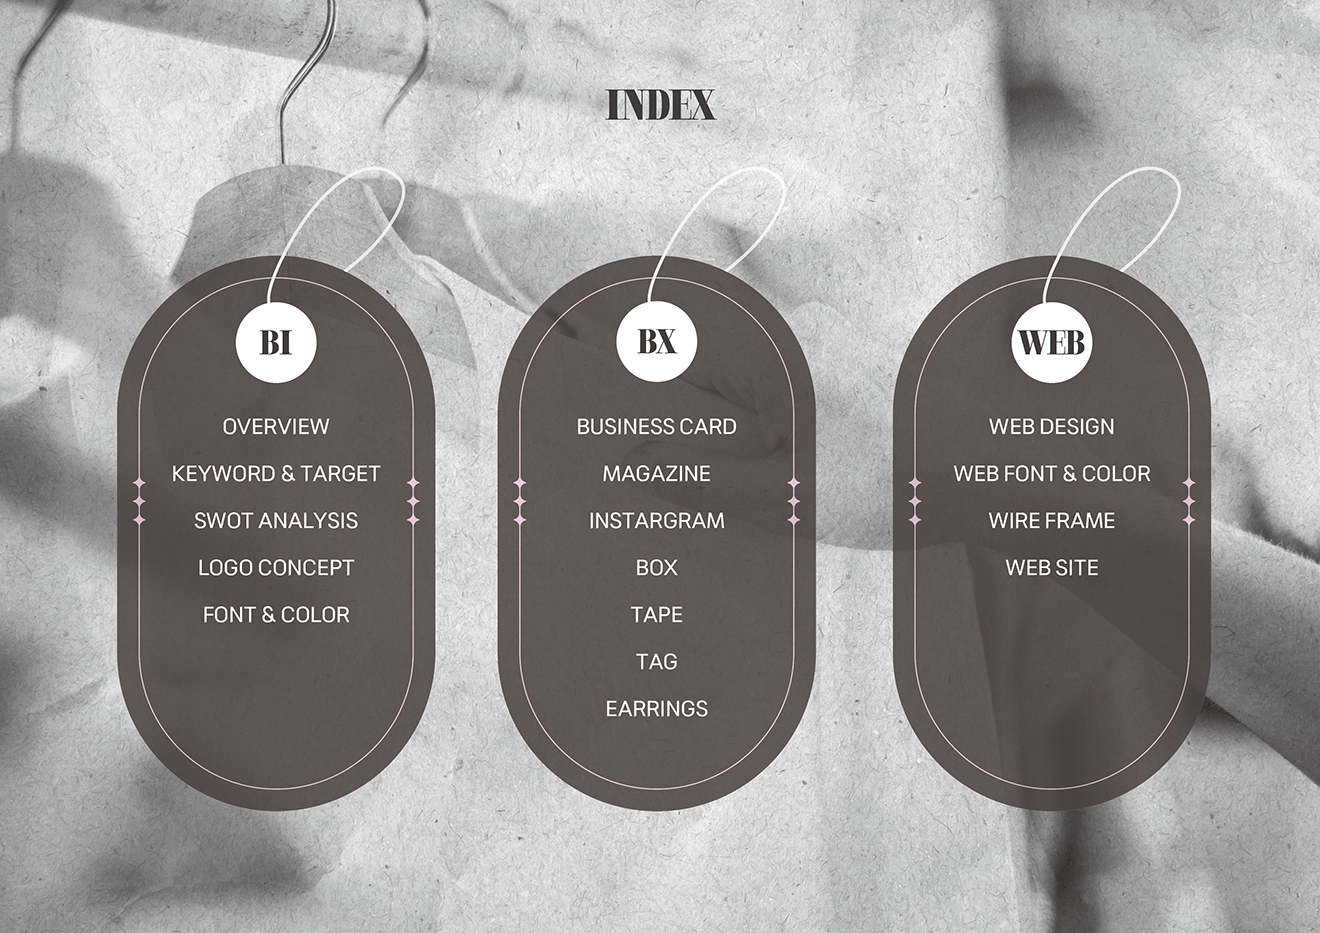 INDEX
BI
OVERVIEW
KEYWORD & TARGET
SWOT ANALYSIS
LOGO CONCEPT
FONT & COLOR
BX
BUSINESS CARD
MAGAZINE
INSTARGRAM
BOX
TAPE
TAG
EARRINGS
WEB
WEB DESIGN
WEB FONT & COLOR
WIRE FRAME
WEB SITE